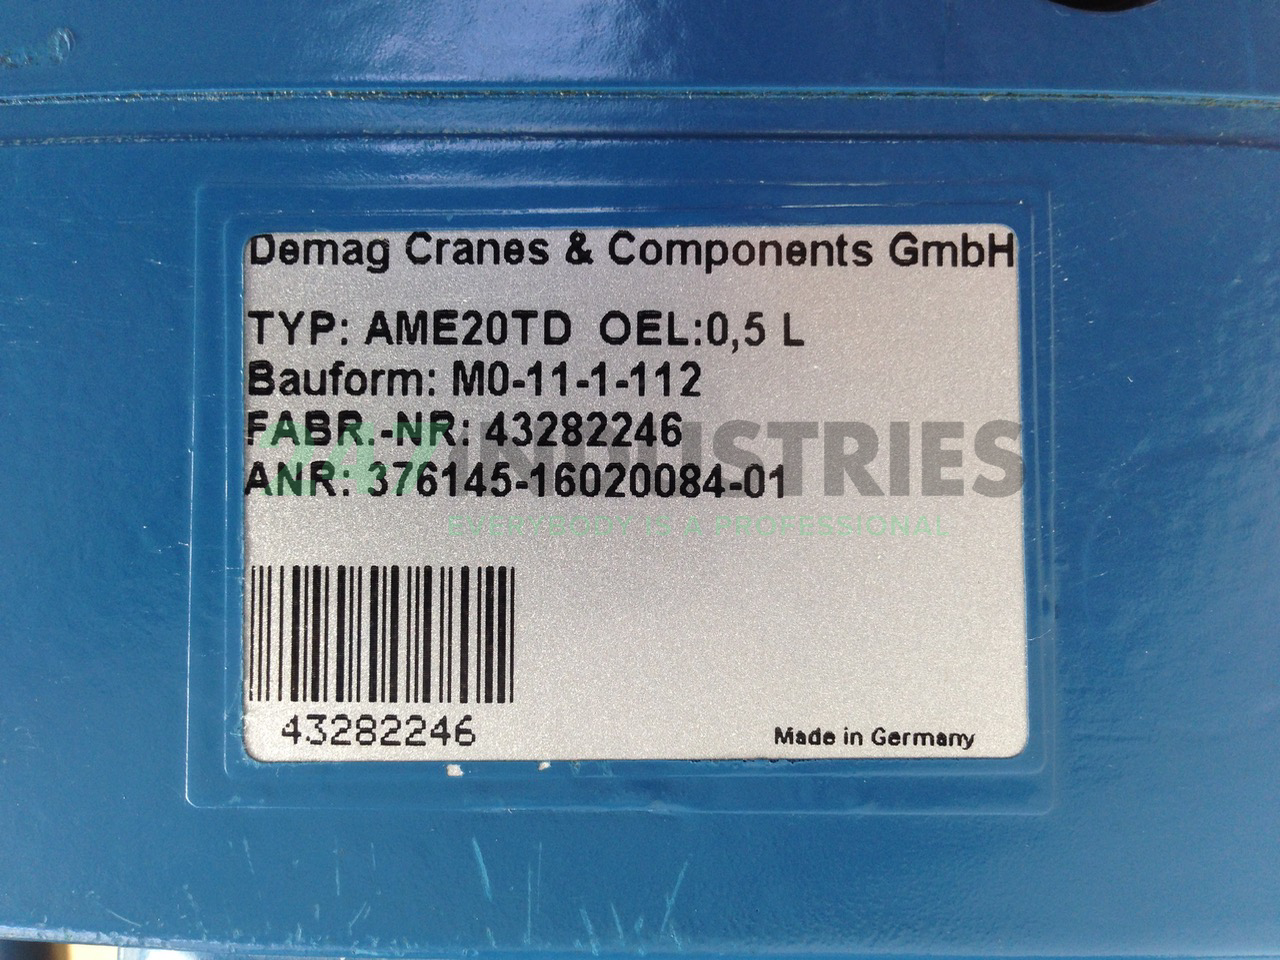 Demag Cranes & Components GmbH
TYP: AME20TD OEL:0,5 L
Bauform: M0-11-1-112
FABR.-NR: 43282246
ANR: 376145-16020084-01
247INDUSTRIES
EVERYBODY IS A PROFESSIONAL
43282246
Made in Germany